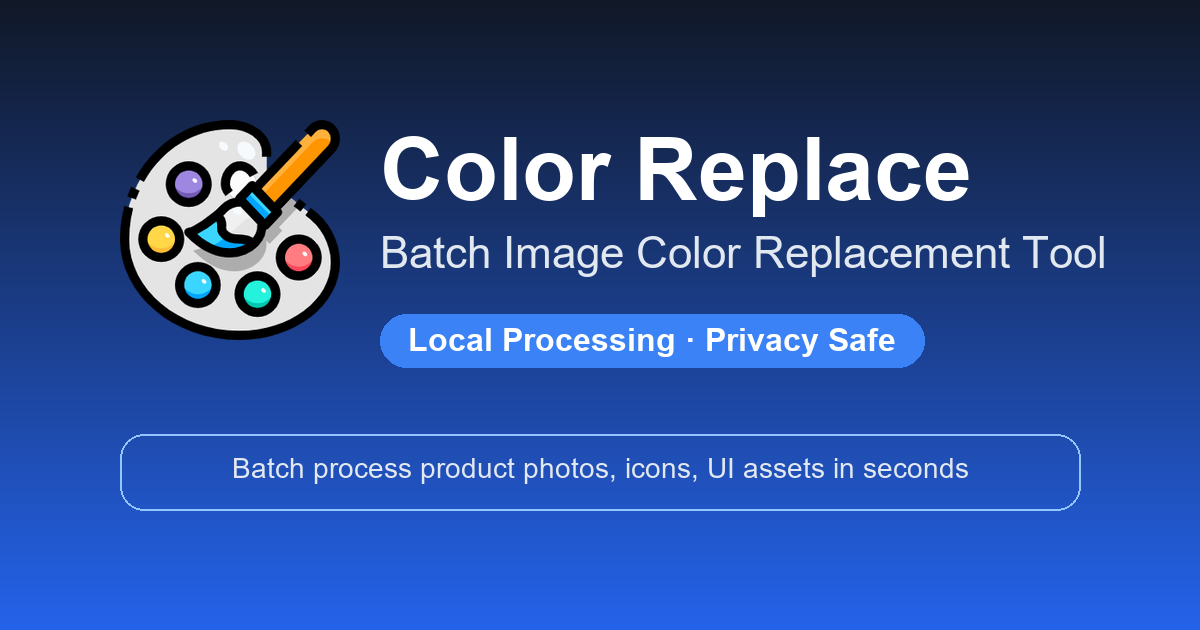 Color Replace
Batch Image Color Replacement Tool
Local Processing · Privacy Safe
Batch process product photos, icons, UI assets in seconds